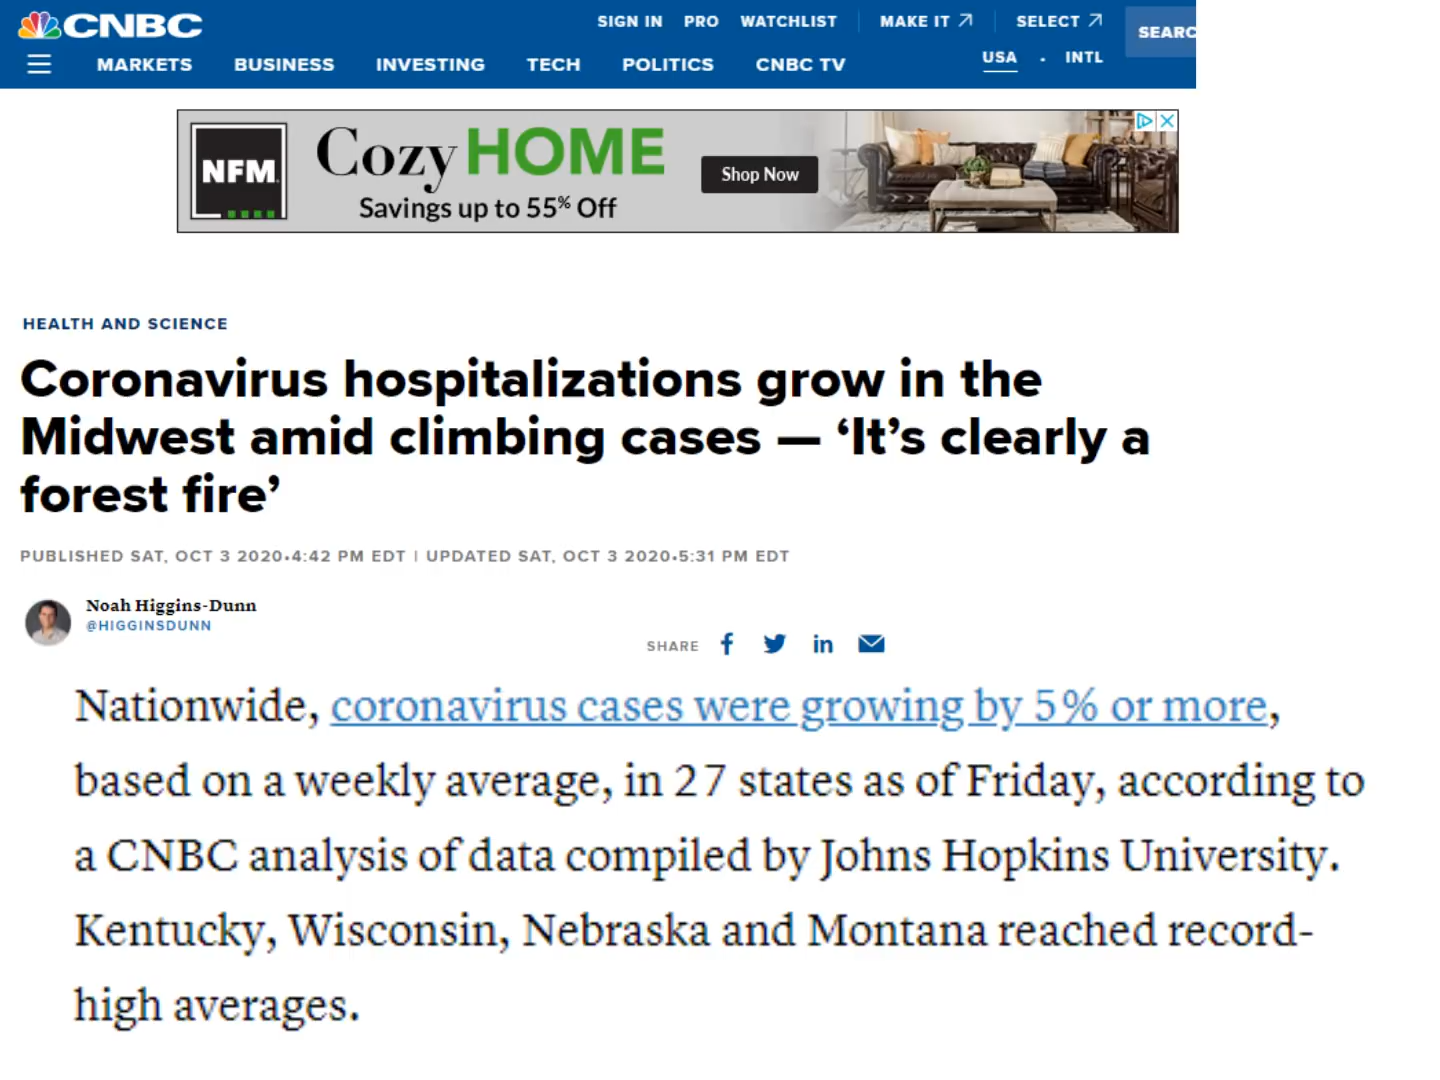 CNBC
SIGN IN PRO WATCHLIST MAKE IT SELECT
SEARC
MARKETS BUSINESS INVESTING TECH POLITICS CNBC TV
USA · INTL
NFM
Cozy HOME
Savings up to 55% Off
Shop Now
HEALTH AND SCIENCE
Coronavirus hospitalizations grow in the
Midwest amid climbing cases — ‘It’s clearly a
forest fire’
PUBLISHED SAT, OCT 3 2020•4:42 PM EDT | UPDATED SAT, OCT 3 2020•5:31 PM EDT
Noah Higgins-Dunn
@HIGGINSDUNN
SHARE
Nationwide, coronavirus cases were growing by 5% or more,
based on a weekly average, in 27 states as of Friday, according to
a CNBC analysis of data compiled by Johns Hopkins University.
Kentucky, Wisconsin, Nebraska and Montana reached record-
high averages.